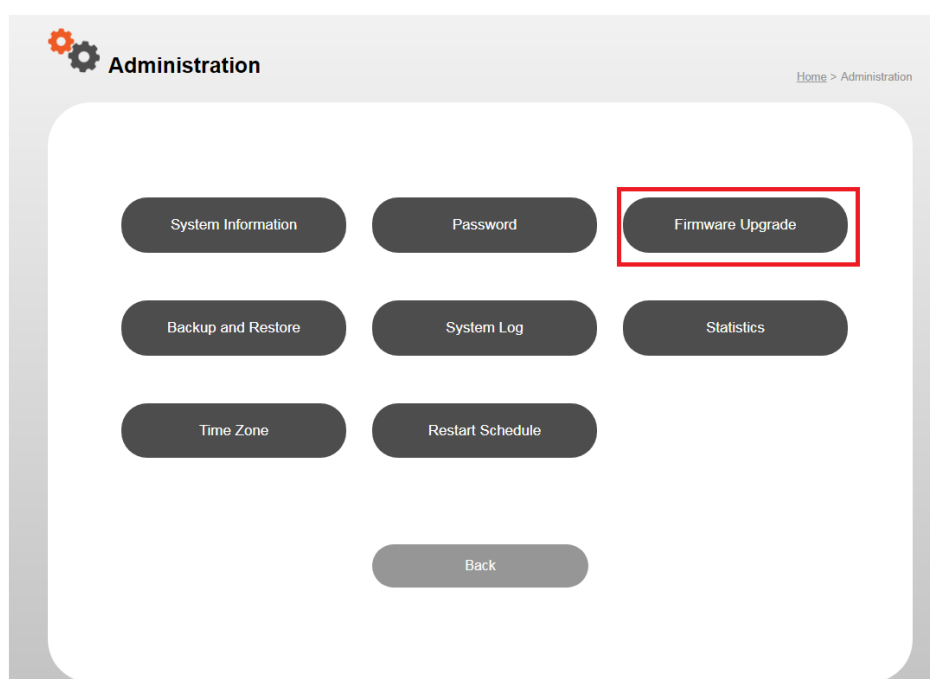 Administration
Home > Administration
System Information
Password
Firmware Upgrade
Backup and Restore
System Log
Statistics
Time Zone
Restart Schedule
Back